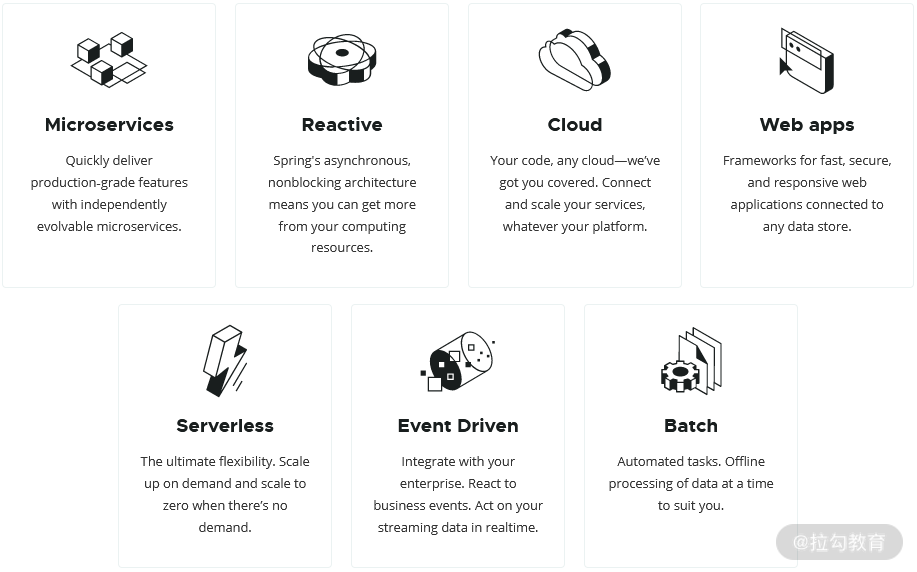 Microservices
Quickly deliver
production-grade features
with independently
evolvable microservices.
Reactive
Spring's asynchronous,
nonblocking architecture
means you can get more
from your computing
resources.
Cloud
Your code, any cloud—we’ve
got you covered. Connect
and scale your services,
whatever your platform.
Web apps
Frameworks for fast, secure,
and responsive web
applications connected to
any data store.
Serverless
The ultimate flexibility. Scale
up on demand and scale to
zero when there’s no
demand.
Event Driven
Integrate with your
enterprise. React to
business events. Act on your
streaming data in realtime.
Batch
Automated tasks. Offline
processing of data at a time
to suit you.
@拉勾教育